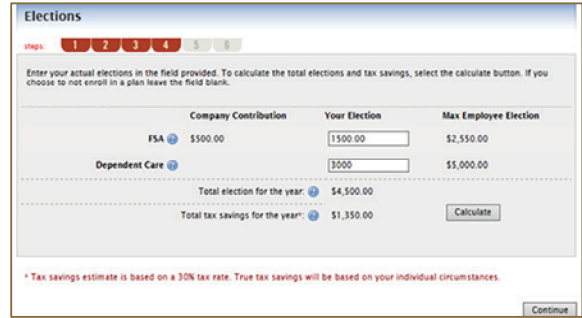 Elections
steps: 1 2 3 4 5 6
Enter your actual elections in the field provided. To calculate the total elections and tax savings, select the calculate button. If you
choose to not enroll in a plan leave the field blank.
Company Contribution Your Election Max Employee Election
FSA $500.00 1500.00 $2,550.00
Dependent Care 3000 $5,000.00
Total election for the year: $4,500.00
Total tax savings for the year*: $1,350.00 Calculate
* Tax savings estimate is based on a 30% tax rate. True tax savings will be based on your individual circumstances.
Continue